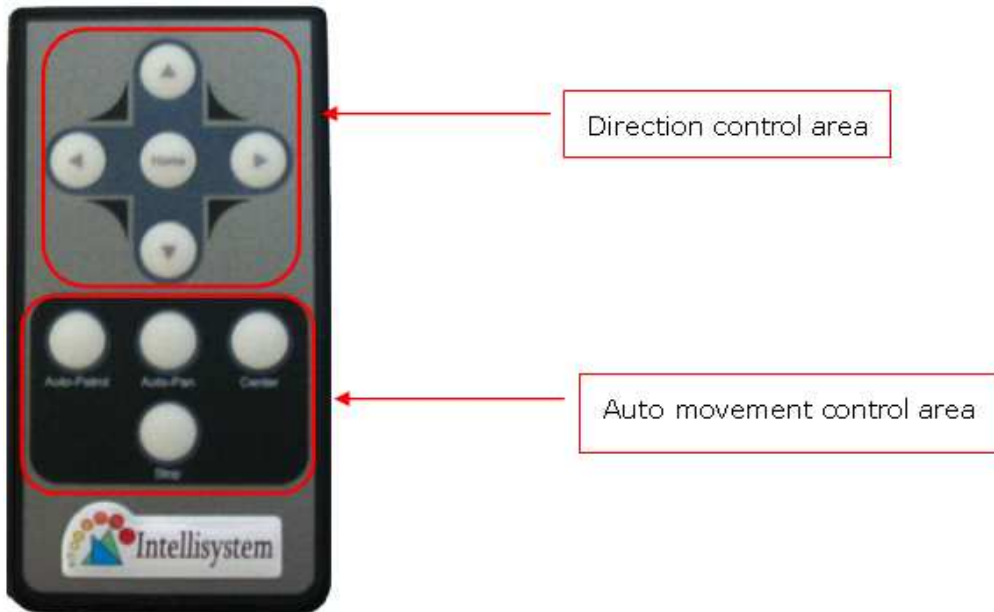 Home
Direction control area
Auto-Patrol Auto-Pan Center
Stop
Auto movement control area
Intellisystem